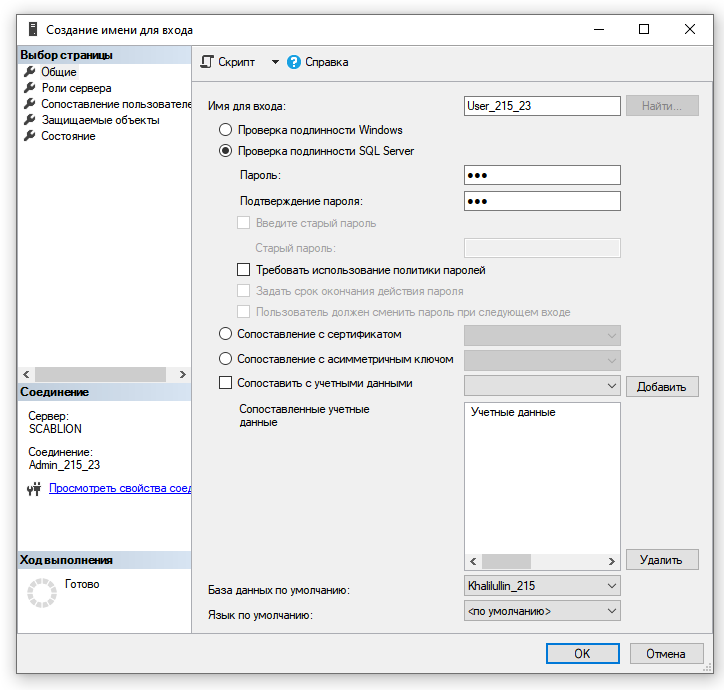 Создание имени для входа
Выбор страницы
Общие
Роли сервера
Сопоставление пользователе
Защищаемые объекты
Состояние
Соединение
Сервер:
SCABLION
Соединение:
Admin_215_23
Просмотреть свойства соед
Ход выполнения
Готово
Скрипт
Справка
Имя для входа:
User_215_23
Найти...
Проверка подлинности Windows
Проверка подлинности SQL Server
Пароль:
●●●
Подтверждение пароля:
●●●
Введите старый пароль
Старый пароль:
Требовать использование политики паролей
Задать срок окончания действия пароля
Пользователь должен сменить пароль при следующем входе
Сопоставление с сертификатом
Сопоставление с асимметричным ключом
Сопоставить с учетными данными
Добавить
Сопоставленные учетные
данные
Учетные данные
Удалить
База данных по умолчанию:
Khalilullin_215
Язык по умолчанию:
<по умолчанию>
OK
Отмена